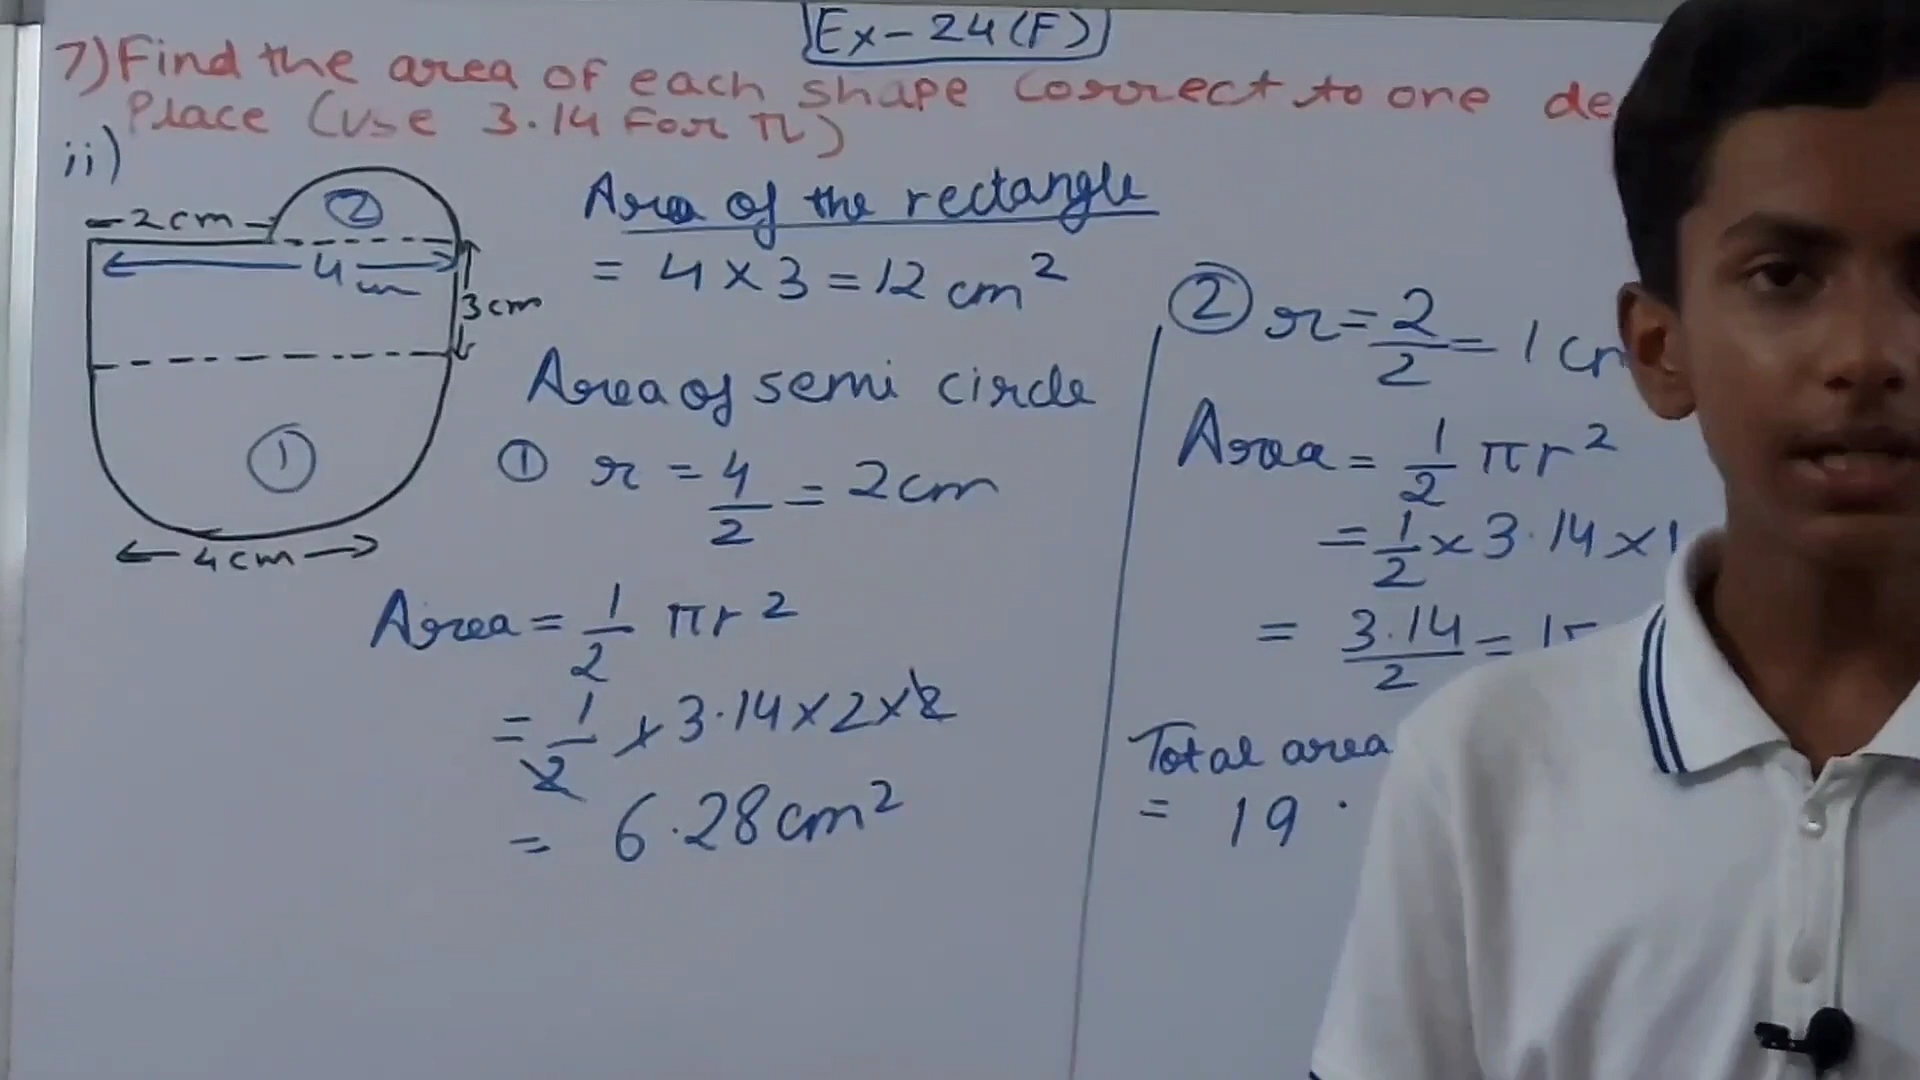 Ex-24(F)
7) Find the area of each shape correct to one de
Place (use 3.14 for π)
ii)
②
2cm
4cm
3cm
①
4cm
Area of the rectangle
= 4 × 3 = 12 cm²
Area of semi circle
① r = 4/2 = 2cm
Area = 1/2 πr²
= 1/2 × 3.14 × 2 × 2
= 6.28 cm²
② r = 2/2 = 1 cm
Area = 1/2 πr²
= 1/2 × 3.14 × 1
= 3.14/2 = 1
Total area
= 19.